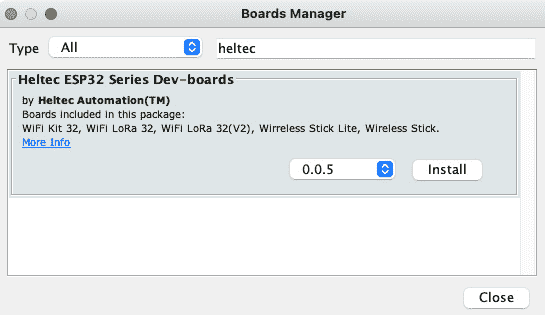 Boards Manager
Type All heltec
Heltec ESP32 Series Dev-boards
by Heltec Automation(TM)
Boards included in this package:
WiFi Kit 32, WiFi LoRa 32, WiFi LoRa 32(V2), Wirreless Stick Lite, Wireless Stick.
More Info
0.0.5 Install
Close